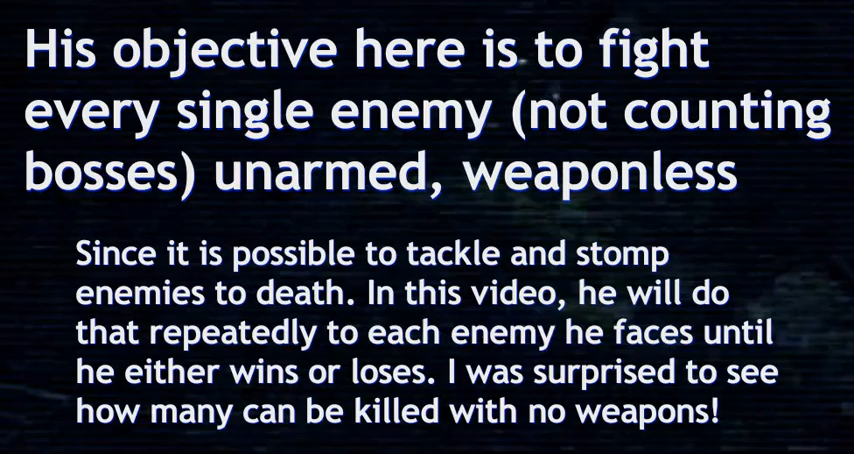 His objective here is to fight
every single enemy (not counting
bosses) unarmed, weaponless
Since it is possible to tackle and stomp
enemies to death. In this video, he will do
that repeatedly to each enemy he faces until
he either wins or loses. I was surprised to see
how many can be killed with no weapons!